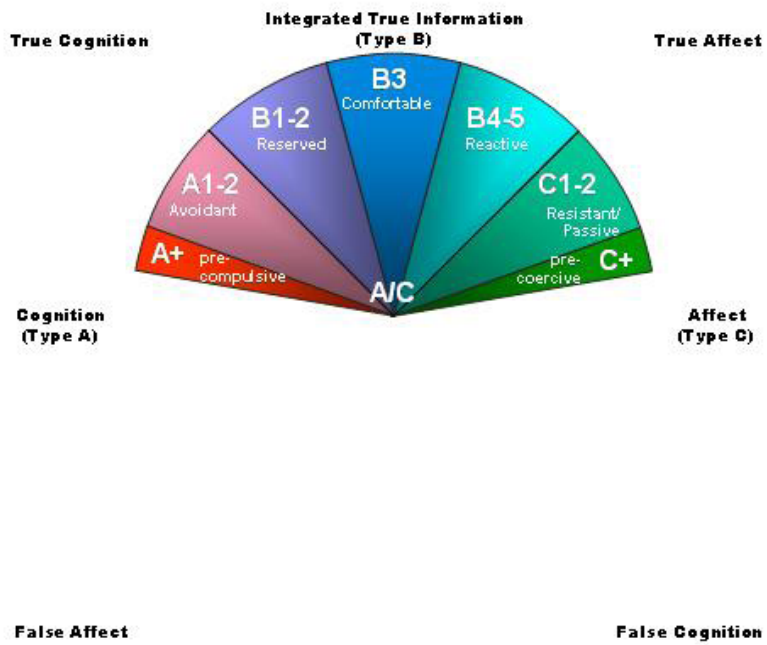 Integrated True Information
(Type B)
True Cognition
True Affect
B3
Comfortable
B1-2
Reserved
B4-5
Reactive
A1-2
Avoidant
C1-2
Resistant/
Passive
A+
pre-
compulsive
pre-
coercive
C+
A/C
Cognition
(Type A)
Affect
(Type C)
False Affect
False Cognition